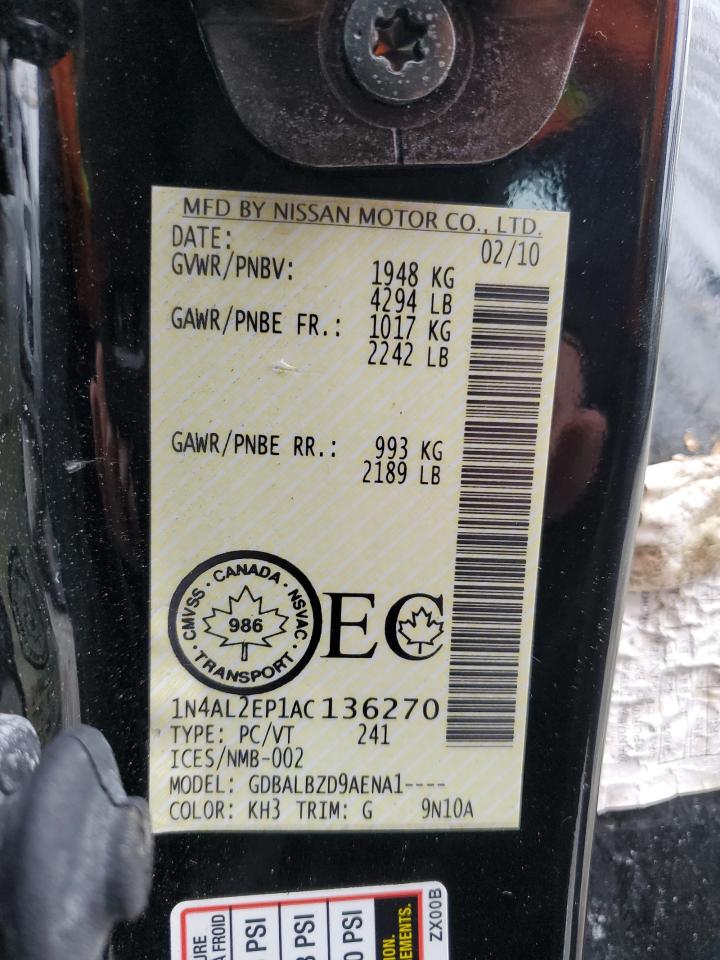 MFD BY NISSAN MOTOR CO., LTD.
DATE: 02/10
GVWR/PNBV: 1948 KG
4294 LB
GAWR/PNBE FR.: 1017 KG
2242 LB
GAWR/PNBE RR.: 993 KG
2189 LB
CMVSS · CANADA · NSVAC · TRANSPORT ·
986
EC
1N4AL2EP1AC136270
TYPE: PC/VT 241
ICES/NMB-002
MODEL: GDBALBZD9AENA1----
COLOR: KH3 TRIM: G 9N10A
A FROID
PSI
PSI
PSI
ZX00B